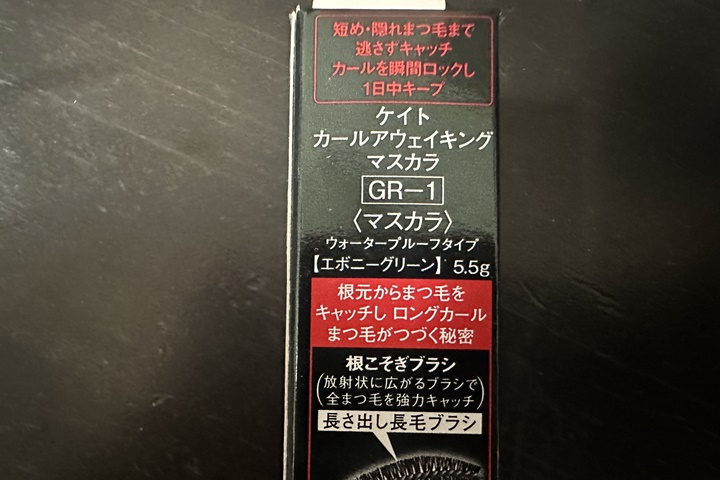 短め・隠れまつ毛まで
逃さずキャッチ
カールを瞬間ロックし
1日中キープ
ケイト
カールアウェイキング
マスカラ
GR−1
〈マスカラ〉
ウォータープルーフタイプ
【エボニーグリーン】 5.5g
根元からまつ毛を
キャッチし ロングカール
まつ毛がつづく秘密
根こそぎブラシ
(放射状に広がるブラシで
全まつ毛を強力キャッチ)
長さ出し長毛ブラシ